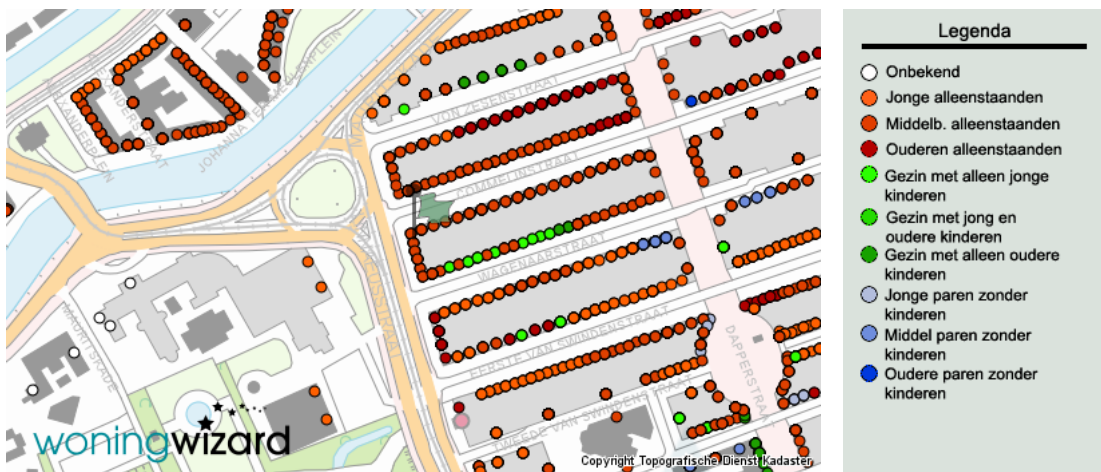 VON ZESENSTRAAT
COMMELINSTRAAT
WAGENAARSTRAAT
EERSTE VAN SWINDENSTRAAT
TWEEDE VAN SWINDENSTRAAT
DAPPERSTRAAT
MAURITSKADE
woningwizard
Copyright Topografische Dienst Kadaster
Legenda
Onbekend
Jonge alleenstaanden
Middelb. alleenstaanden
Ouderen alleenstaanden
Gezin met alleen jonge
kinderen
Gezin met jong en
oudere kinderen
Gezin met alleen oudere
kinderen
Jonge paren zonder
kinderen
Middel paren zonder
kinderen
Oudere paren zonder
kinderen